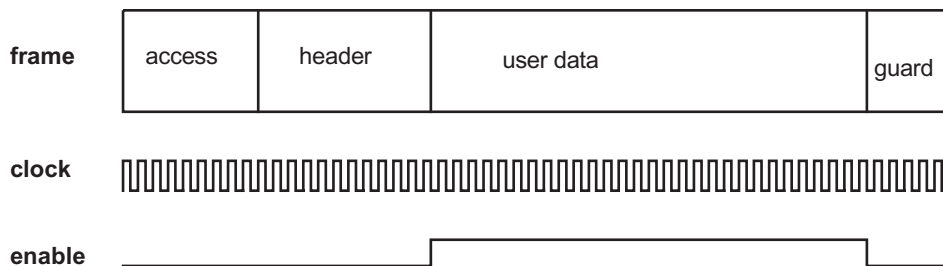 frame access header user data guard
clock
enable